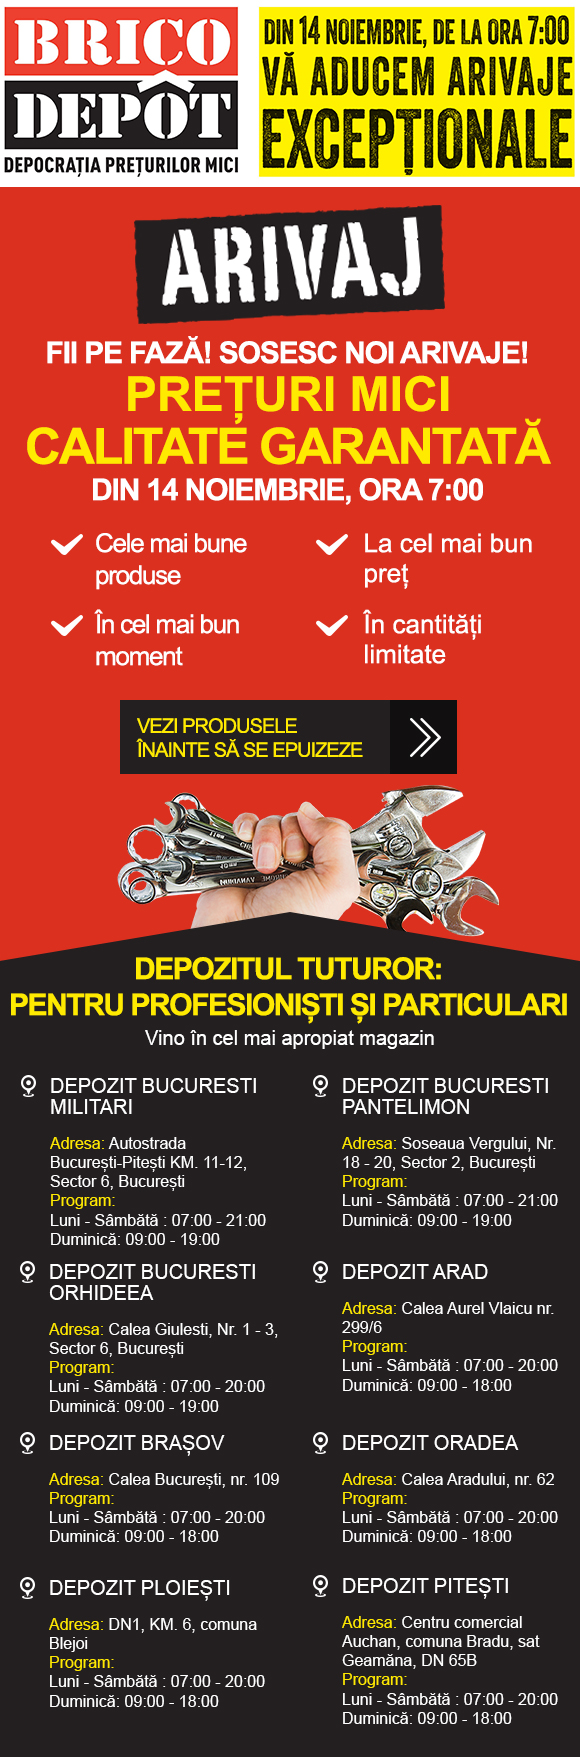 BRICO
DEPÔT
DEPOCRAȚIA PREȚURILOR MICI
DIN 14 NOIEMBRIE, DE LA ORA 7:00
VĂ ADUCEM ARIVAJE
EXCEPȚIONALE
ARIVAJ
FII PE FAZĂ! SOSESC NOI ARIVAJE!
PREȚURI MICI
CALITATE GARANTATĂ
DIN 14 NOIEMBRIE, ORA 7:00
Cele mai bune
produse
La cel mai bun
preț
În cel mai bun
moment
În cantități
limitate
VEZI PRODUSELE
ÎNAINTE SĂ SE EPUIZEZE
DEPOZITUL TUTUROR:
PENTRU PROFESIONIȘTI ȘI PARTICULARI
Vino în cel mai apropiat magazin
DEPOZIT BUCURESTI
MILITARI
Adresa: Autostrada
București-Pitești KM. 11-12,
Sector 6, București
Program:
Luni - Sâmbătă : 07:00 - 21:00
Duminică: 09:00 - 19:00
DEPOZIT BUCURESTI
PANTELIMON
Adresa: Soseaua Vergului, Nr.
18 - 20, Sector 2, București
Program:
Luni - Sâmbătă : 07:00 - 21:00
Duminică: 09:00 - 19:00
DEPOZIT BUCURESTI
ORHIDEEA
Adresa: Calea Giulesti, Nr. 1 - 3,
Sector 6, București
Program:
Luni - Sâmbătă : 07:00 - 20:00
Duminică: 09:00 - 19:00
DEPOZIT ARAD
Adresa: Calea Aurel Vlaicu nr.
299/6
Program:
Luni - Sâmbătă : 07:00 - 20:00
Duminică: 09:00 - 18:00
DEPOZIT BRAȘOV
Adresa: Calea București, nr. 109
Program:
Luni - Sâmbătă : 07:00 - 20:00
Duminică: 09:00 - 18:00
DEPOZIT ORADEA
Adresa: Calea Aradului, nr. 62
Program:
Luni - Sâmbătă : 07:00 - 20:00
Duminică: 09:00 - 18:00
DEPOZIT PLOIEȘTI
Adresa: DN1, KM. 6, comuna
Blejoi
Program:
Luni - Sâmbătă : 07:00 - 20:00
Duminică: 09:00 - 18:00
DEPOZIT PITEȘTI
Adresa: Centru comercial
Auchan, comuna Bradu, sat
Geamăna, DN 65B
Program:
Luni - Sâmbătă : 07:00 - 20:00
Duminică: 09:00 - 18:00